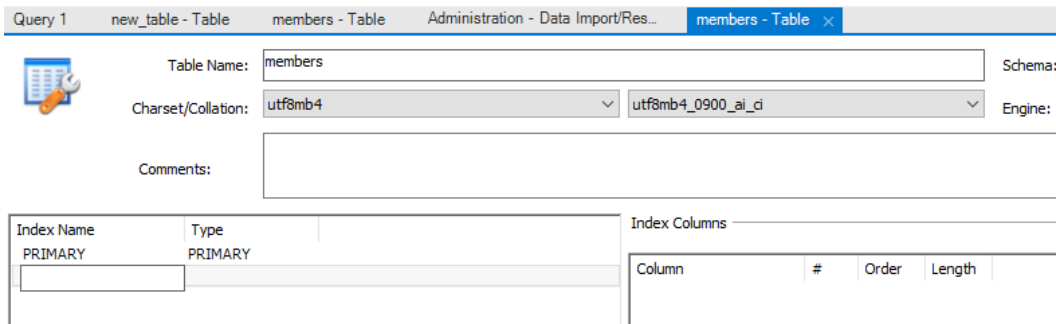 Query 1 new_table - Table members - Table Administration - Data Import/Res... members - Table ×
Table Name: members Schema:
Charset/Collation: utf8mb4 utf8mb4_0900_ai_ci Engine:
Comments:
Index Name Type Index Columns
PRIMARY PRIMARY
Column # Order Length